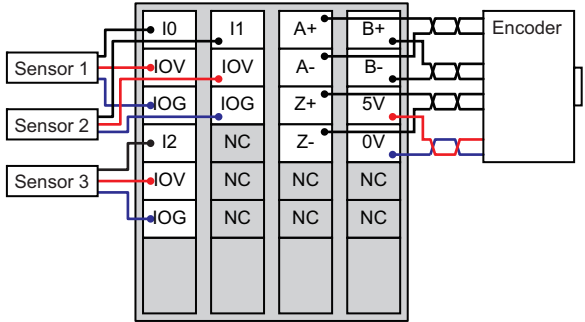 I0 I1 A+ B+ Encoder
Sensor 1 IOV IOV A- B-
IOG IOG Z+ 5V
Sensor 2
I2 NC Z- 0V
Sensor 3 IOV NC NC NC
IOG NC NC NC